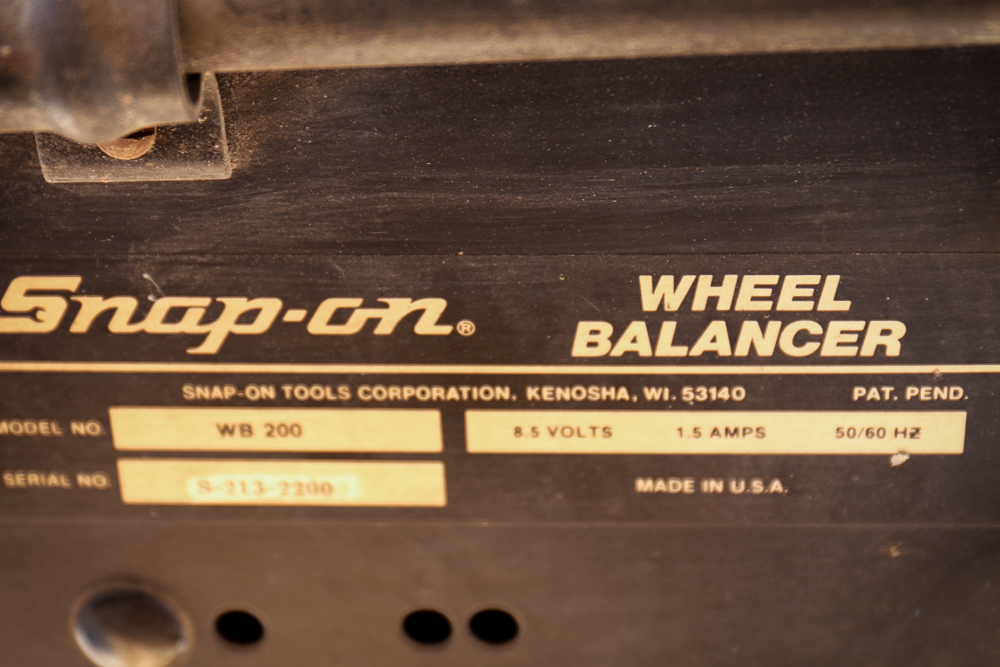 Snap-on®
WHEEL
BALANCER
SNAP-ON TOOLS CORPORATION, KENOSHA, WI. 53140 PAT. PEND.
MODEL NO. WB 200 8.5 VOLTS 1.5 AMPS 50/60 HZ
SERIAL NO. S-213-2200 MADE IN U.S.A.